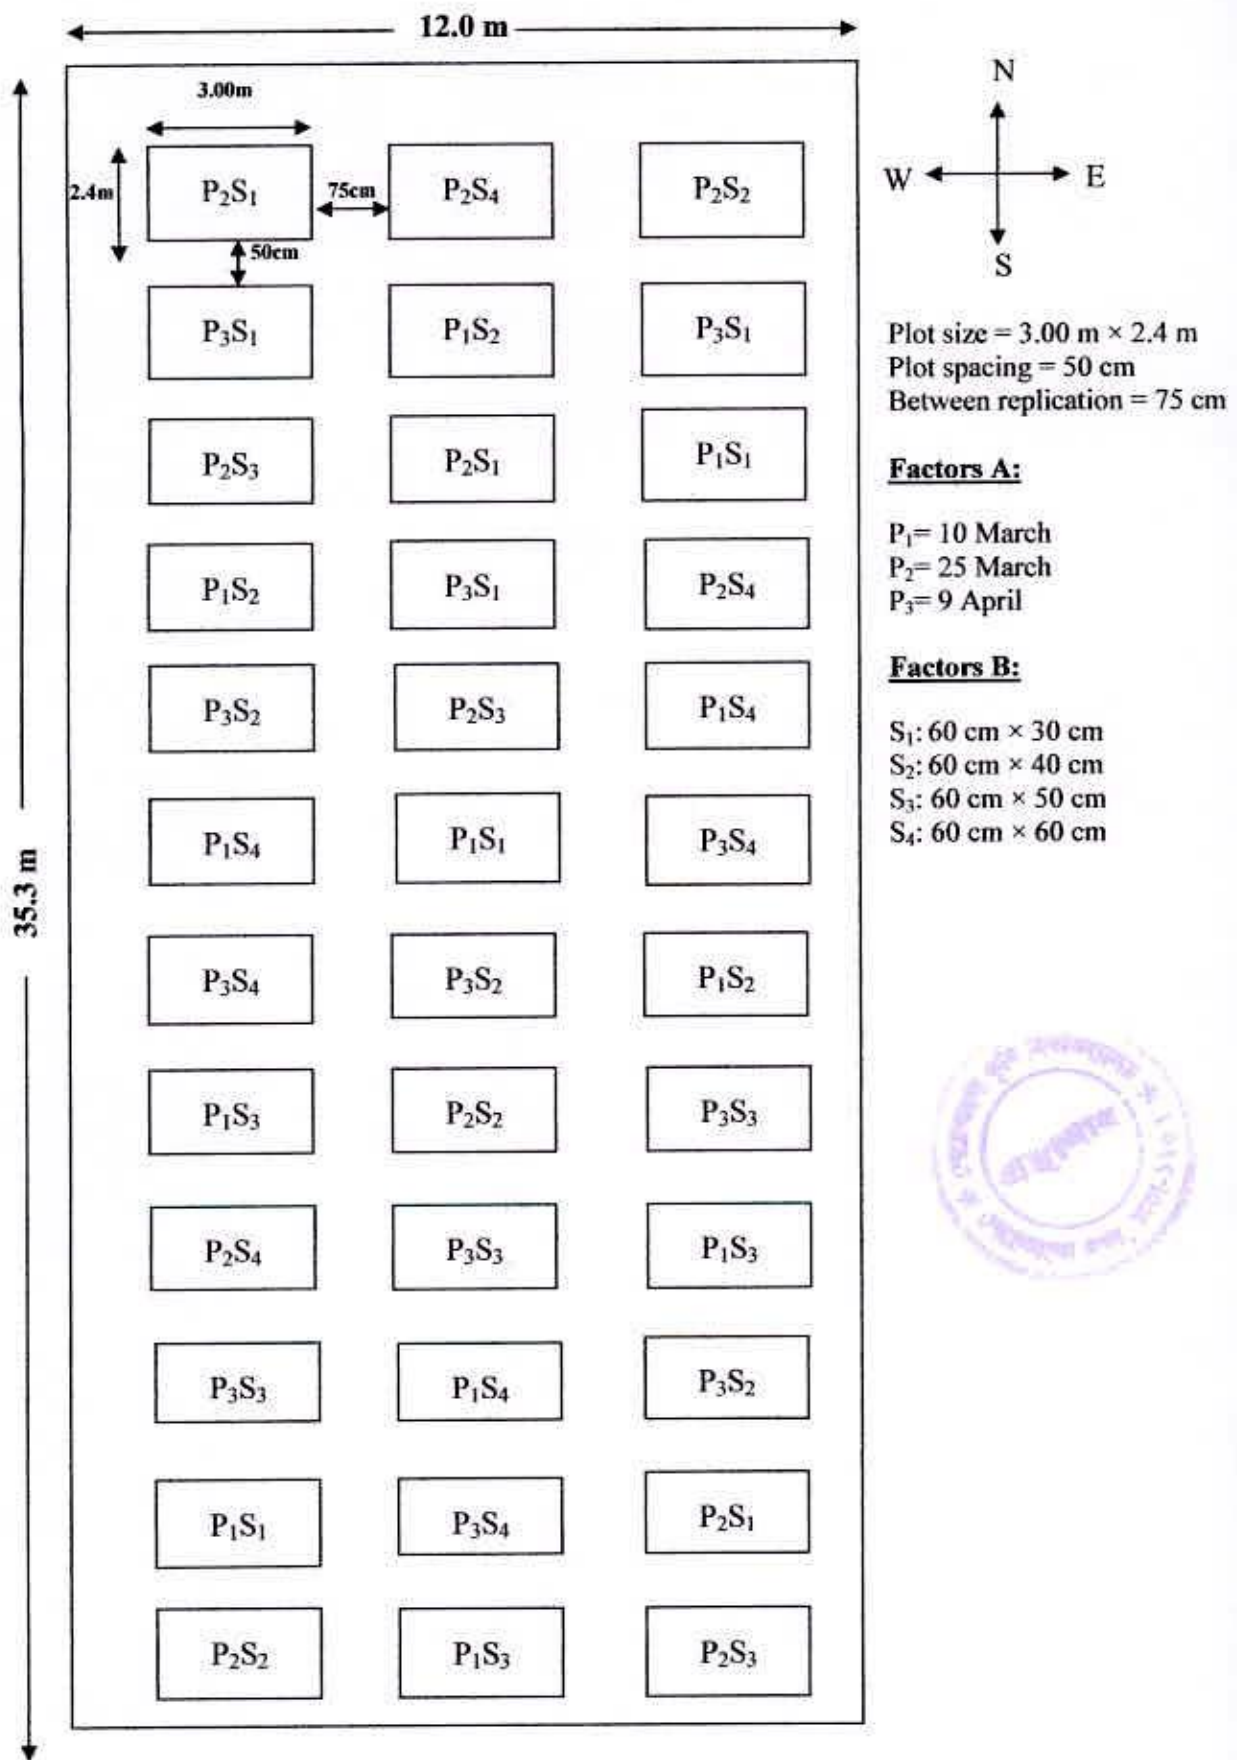 12.0 m
3.00m
N
2.4m
P₂S₁
75cm
P₂S₄
P₂S₂
W
E
50cm
S
P₃S₁
P₁S₂
P₃S₁
Plot size = 3.00 m × 2.4 m
Plot spacing = 50 cm
Between replication = 75 cm
P₂S₃
P₂S₁
P₁S₁
Factors A:
P₁= 10 March
P₂= 25 March
P₃= 9 April
P₁S₂
P₃S₁
P₂S₄
Factors B:
S₁: 60 cm × 30 cm
S₂: 60 cm × 40 cm
S₃: 60 cm × 50 cm
S₄: 60 cm × 60 cm
P₃S₂
P₂S₃
P₁S₄
P₁S₄
P₁S₁
P₃S₄
35.3 m
P₃S₄
P₃S₂
P₁S₂
P₁S₃
P₂S₂
P₃S₃
P₂S₄
P₃S₃
P₁S₃
P₃S₃
P₁S₄
P₃S₂
P₁S₁
P₃S₄
P₂S₁
P₂S₂
P₁S₃
P₂S₃